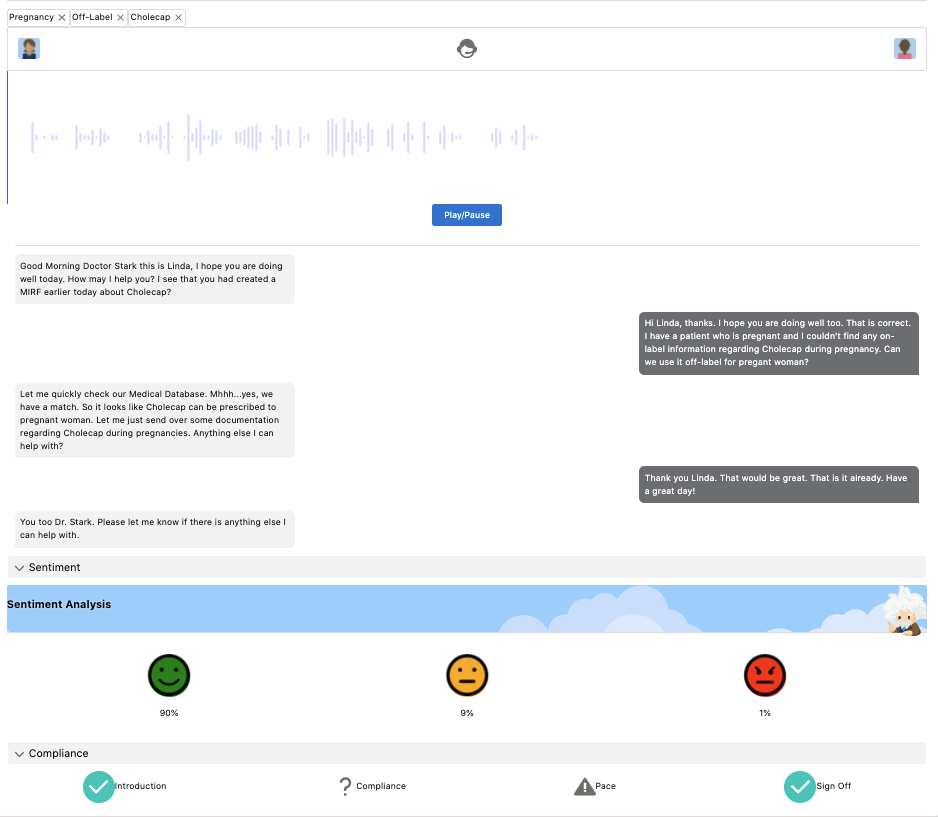 Pregnancy Off-Label Cholecap
Play/Pause
Good Morning Doctor Stark this is Linda, I hope you are doing
well today. How may I help you? I see that you had created a
MIRF earlier today about Cholecap?
Hi Linda, thanks. I hope you are doing well too. That is correct.
I have a patient who is pregnant and I couldn't find any on-
label information regarding Cholecap during pregnancy. Can
we use it off-label for pregant woman?
Let me quickly check our Medical Database. Mhhh...yes, we
have a match. So it looks like Cholecap can be prescribed to
pregnant woman. Let me just send over some documentation
regarding Cholecap during pregnancies. Anything else I can
help with?
Thank you Linda. That would be great. That is it already. Have
a great day!
You too Dr. Stark. Please let me know if there is anything else I
can help with.
Sentiment
Sentiment Analysis
90% 9% 1%
Compliance
Introduction Compliance Pace Sign Off